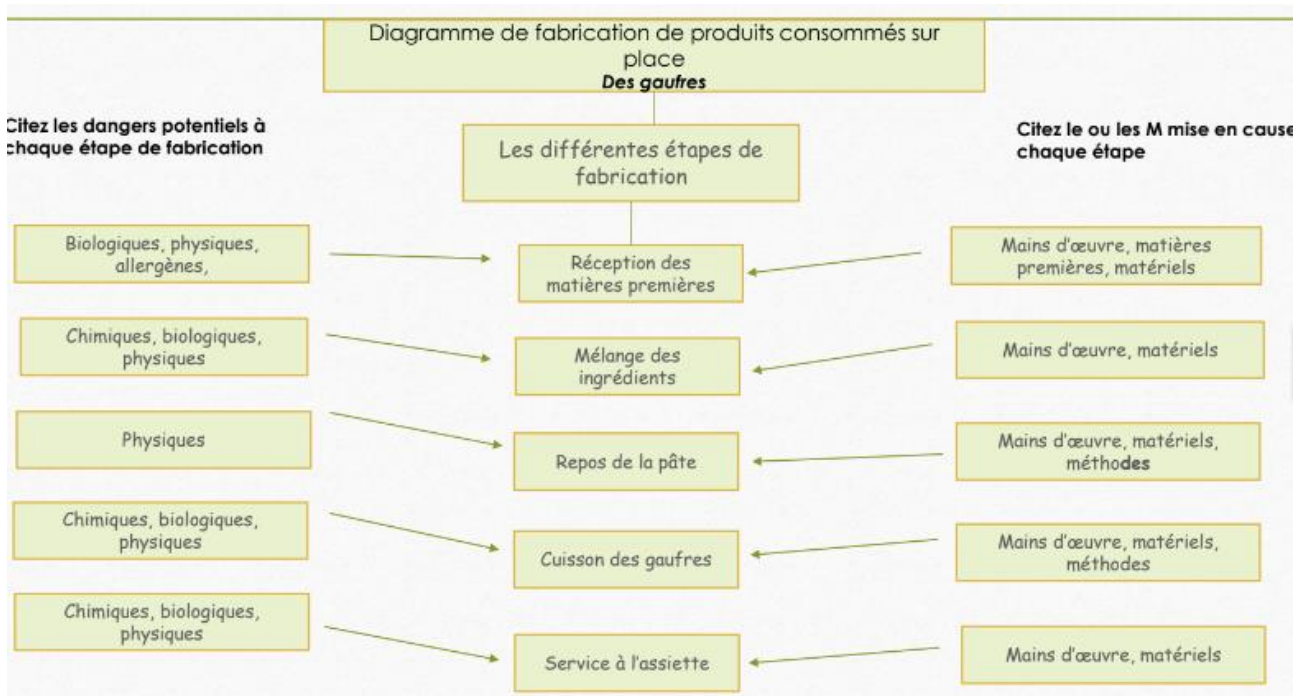 Diagramme de fabrication de produits consommés sur
place
Des gaufres
Citez les dangers potentiels à
chaque étape de fabrication
Les différentes étapes de
fabrication
Citez le ou les M mise en cause
chaque étape
Biologiques, physiques,
allergènes,
Réception des
matières premières
Mains d'œuvre, matières
premières, matériels
Chimiques, biologiques,
physiques
Mélange des
ingrédients
Mains d'œuvre, matériels
Physiques
Repos de la pâte
Mains d'œuvre, matériels,
méthodes
Chimiques, biologiques,
physiques
Cuisson des gaufres
Mains d'œuvre, matériels,
méthodes
Chimiques, biologiques,
physiques
Service à l'assiette
Mains d'œuvre, matériels